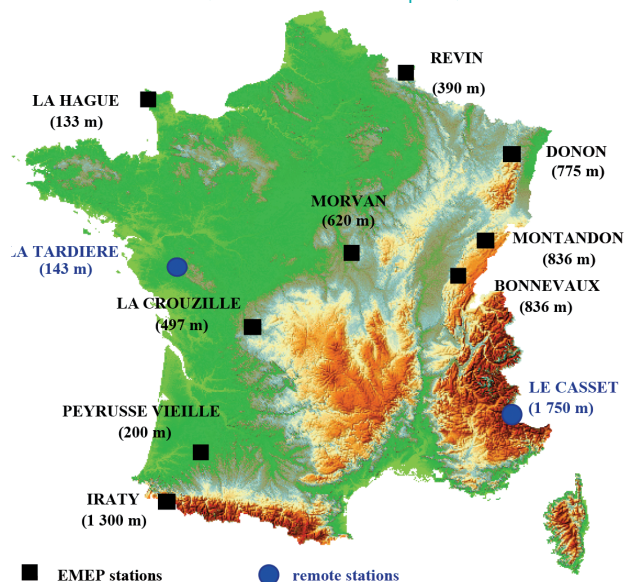 REVIN
(390 m)
LA HAGUE
(133 m)
DONON
(775 m)
MORVAN
(620 m)
MONTANDON
(836 m)
.A TARDIERE
(143 m)
BONNEVAUX
(836 m)
LA CROUZILLE
(497 m)
LE CASSET
(1 750 m)
PEYRUSSE VIEILLE
(200 m)
IRATY
(1 300 m)
EMEP stations
remote stations